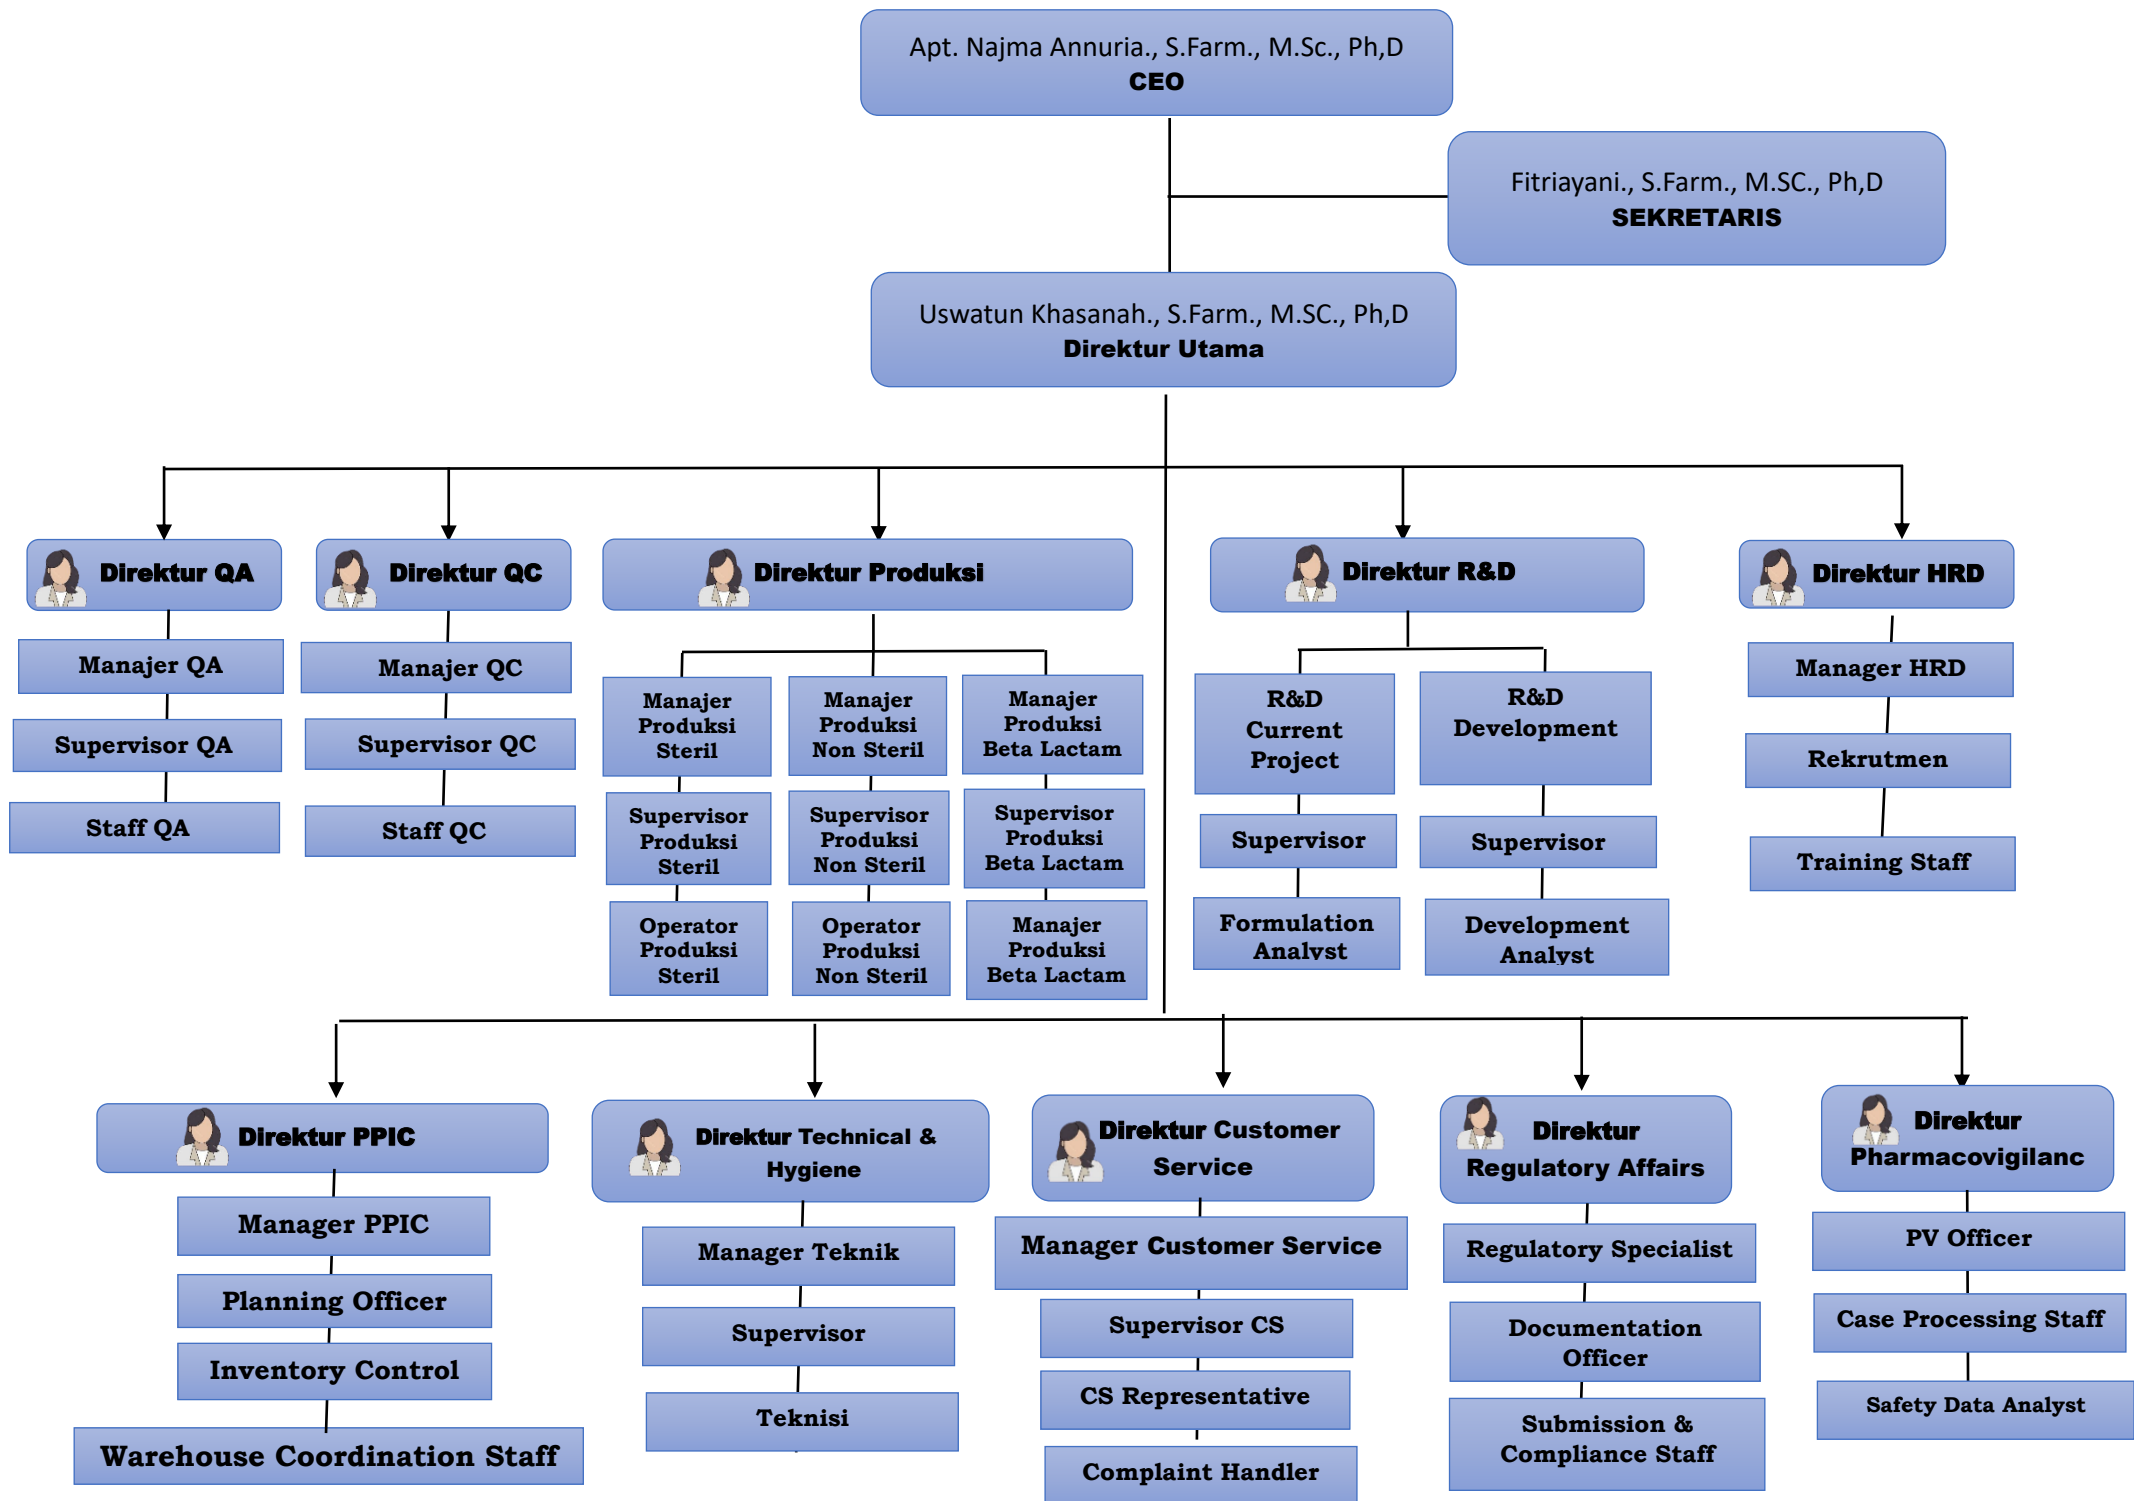 Apt. Najma Annuria., S.Farm., M.Sc., Ph,D
CEO
Fitriayani., S.Farm., M.SC., Ph,D
SEKRETARIS
Uswatun Khasanah., S.Farm., M.SC., Ph,D
Direktur Utama
Direktur QA
Direktur QC
Direktur Produksi
Direktur R&D
Direktur HRD
Manajer QA
Supervisor QA
Staff QA
Manajer QC
Supervisor QC
Staff QC
Manajer
Produksi
Steril
Supervisor
Produksi
Steril
Operator
Produksi
Steril
Manajer
Produksi
Non Steril
Supervisor
Produksi
Non Steril
Operator
Produksi
Non Steril
Manajer
Produksi
Beta Lactam
Supervisor
Produksi
Beta Lactam
Manajer
Produksi
Beta Lactam
R&D
Current
Project
Supervisor
Formulation
Analyst
R&D
Development
Supervisor
Development
Analyst
Manager HRD
Rekrutmen
Training Staff
Direktur PPIC
Manager PPIC
Planning Officer
Inventory Control
Warehouse Coordination Staff
Direktur Technical &
Hygiene
Manager Teknik
Supervisor
Teknisi
Direktur Customer
Service
Manager Customer Service
Supervisor CS
CS Representative
Complaint Handler
Direktur
Regulatory Affairs
Regulatory Specialist
Documentation
Officer
Submission &
Compliance Staff
Direktur
Pharmacovigilanc
PV Officer
Case Processing Staff
Safety Data Analyst